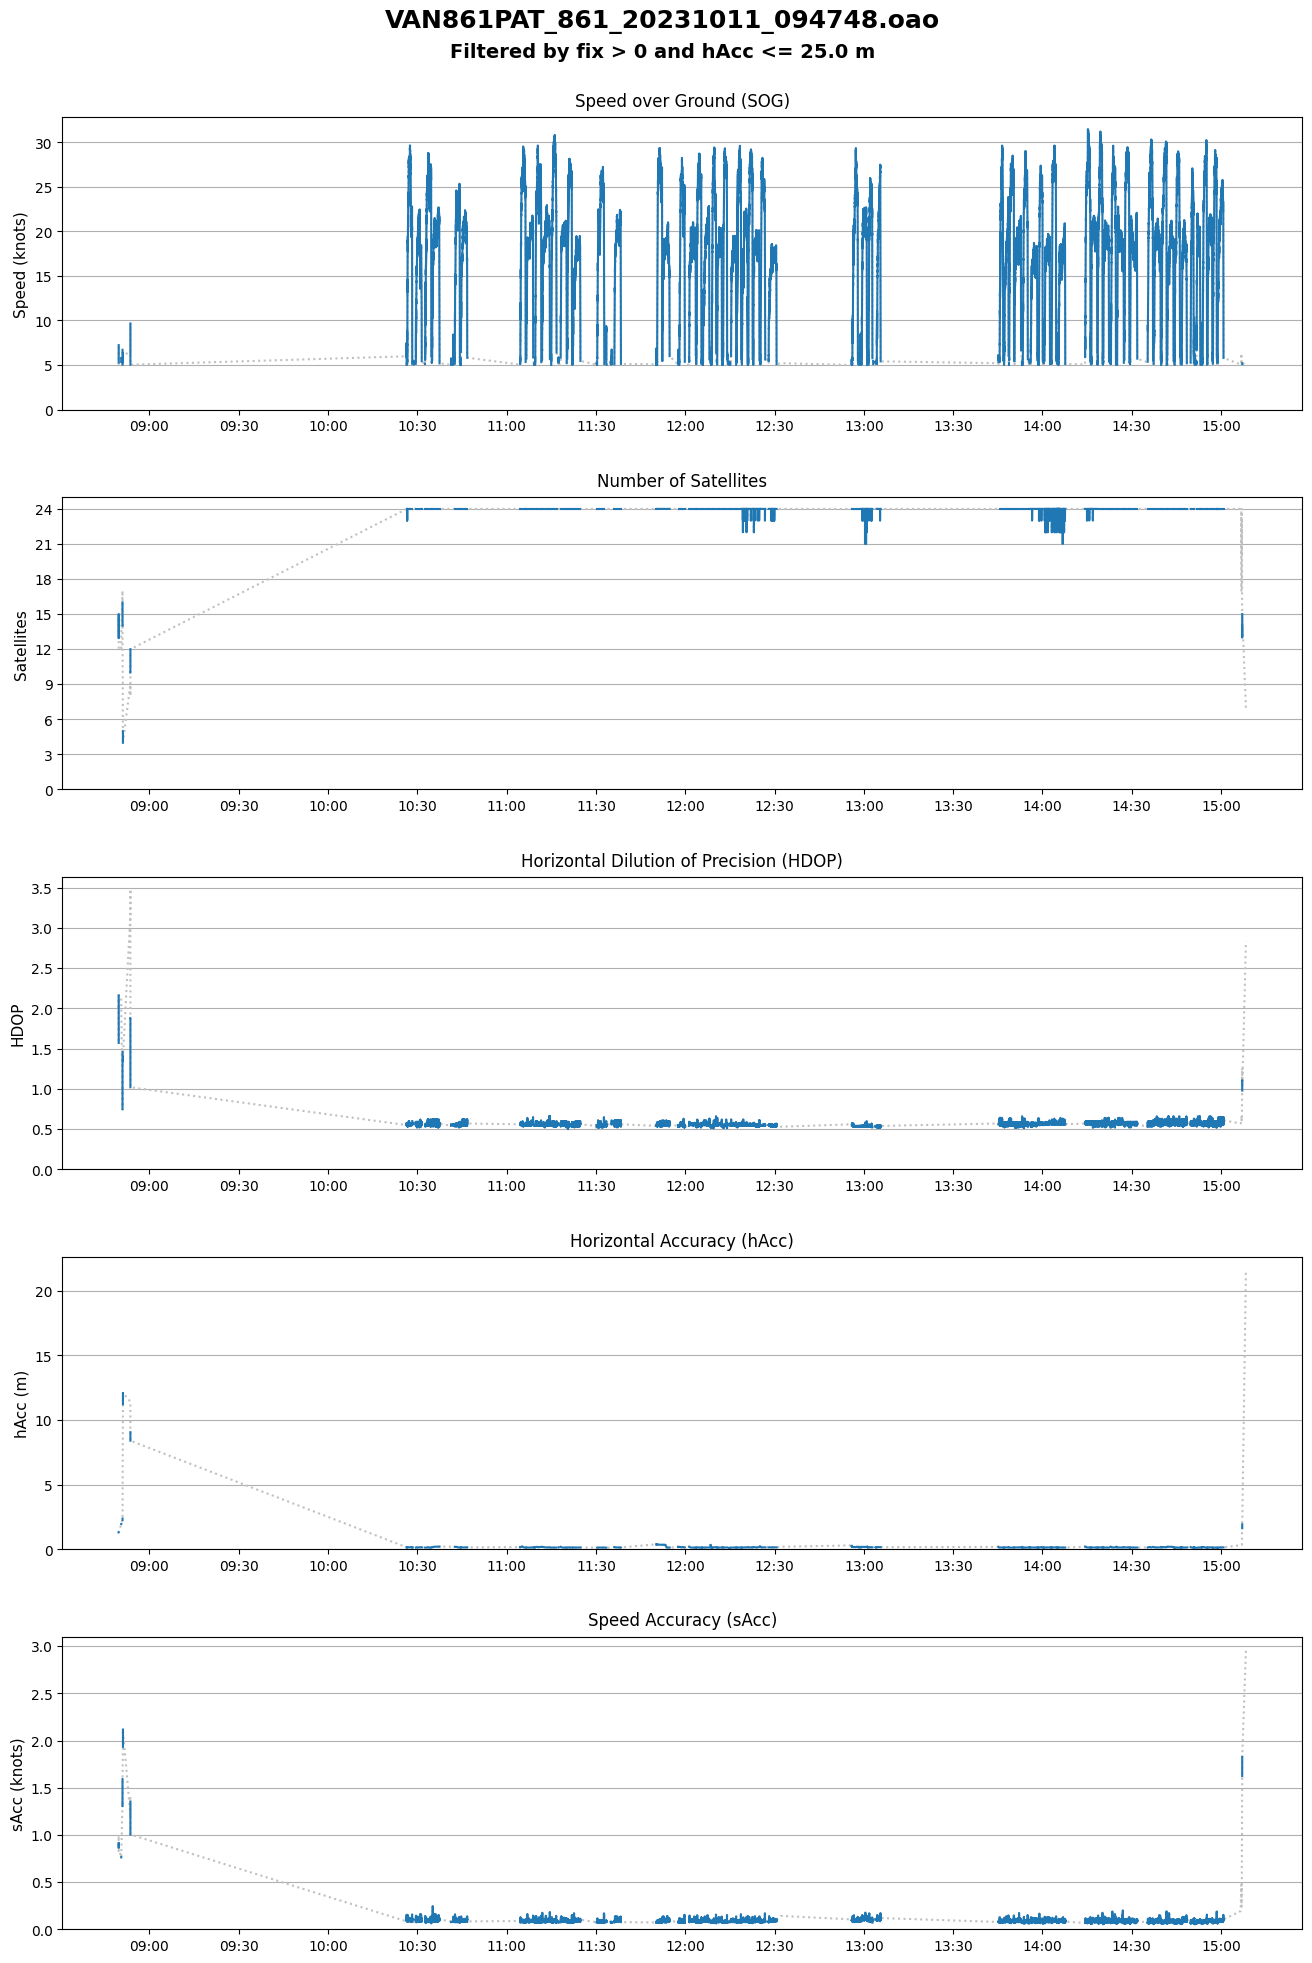 VAN861PAT_861_20231011_094748.oao
Filtered by fix > 0 and hAcc <= 25.0 m
Speed over Ground (SOG)
Speed (knots)
30
25
20
15
10
5
0
09:00 09:30 10:00 10:30 11:00 11:30 12:00 12:30 13:00 13:30 14:00 14:30 15:00
Number of Satellites
Satellites
24
21
18
15
12
9
6
3
0
09:00 09:30 10:00 10:30 11:00 11:30 12:00 12:30 13:00 13:30 14:00 14:30 15:00
Horizontal Dilution of Precision (HDOP)
HDOP
3.5
3.0
2.5
2.0
1.5
1.0
0.5
0.0
09:00 09:30 10:00 10:30 11:00 11:30 12:00 12:30 13:00 13:30 14:00 14:30 15:00
Horizontal Accuracy (hAcc)
hAcc (m)
20
15
10
5
0
09:00 09:30 10:00 10:30 11:00 11:30 12:00 12:30 13:00 13:30 14:00 14:30 15:00
Speed Accuracy (sAcc)
sAcc (knots)
3.0
2.5
2.0
1.5
1.0
0.5
0.0
09:00 09:30 10:00 10:30 11:00 11:30 12:00 12:30 13:00 13:30 14:00 14:30 15:00